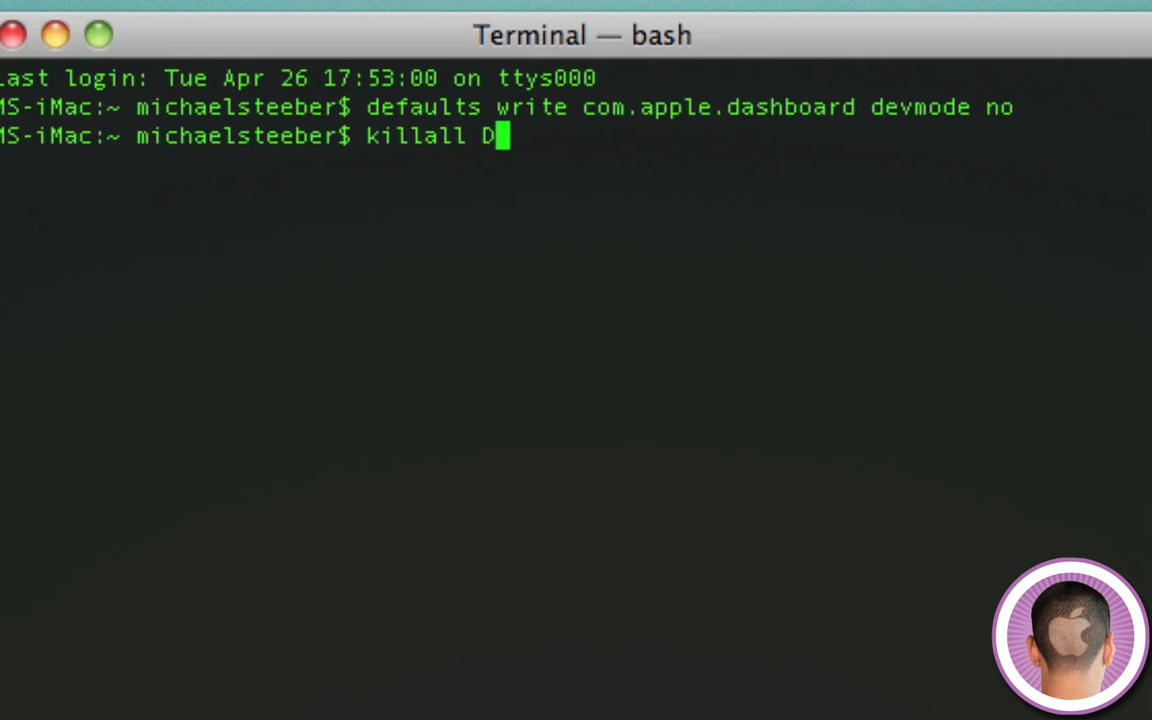 Terminal — bash
Last login: Tue Apr 26 17:53:00 on ttys000
MS-iMac:~ michaelsteeber$ defaults write com.apple.dashboard devmode no
MS-iMac:~ michaelsteeber$ killall D